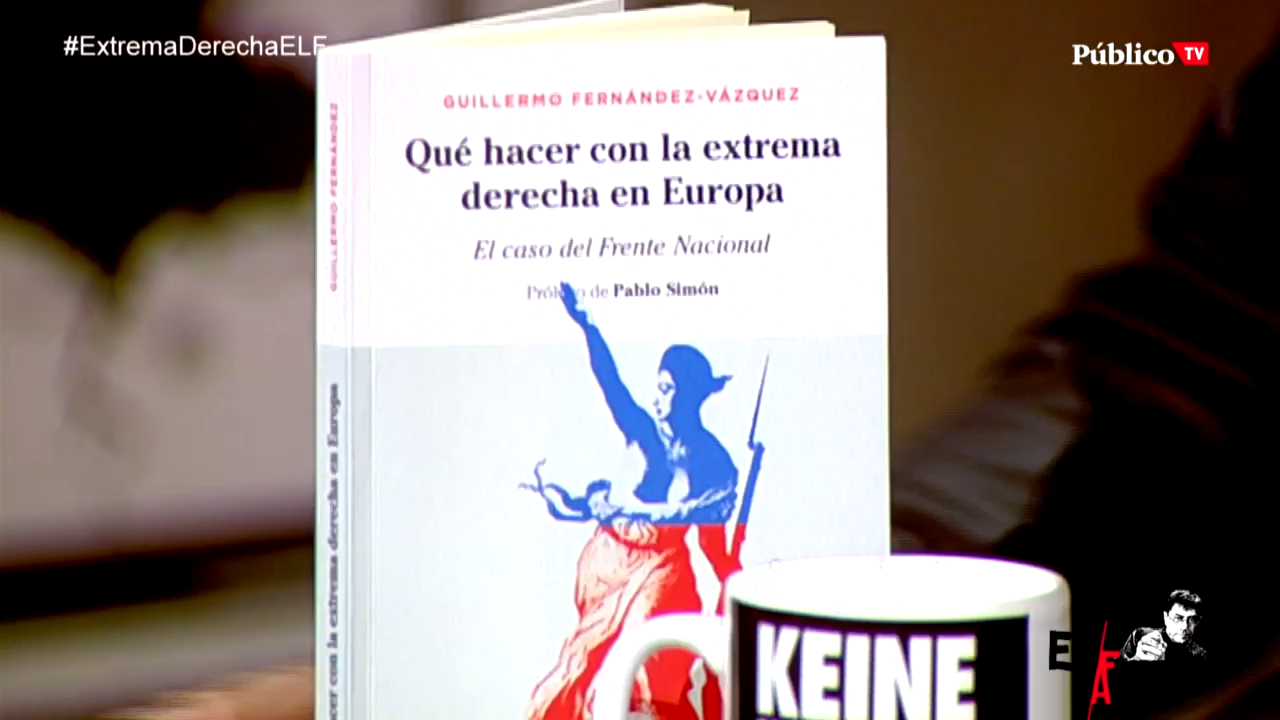 #ExtremaDerechaELF
Público TV
GUILLERMO FERNÁNDEZ-VÁZQUEZ
Qué hacer con la extrema
derecha en Europa
El caso del Frente Nacional
de Pablo Simón
GUILLERMO FERNÁNDEZ
con la extrema derecha en Europa
KEINE